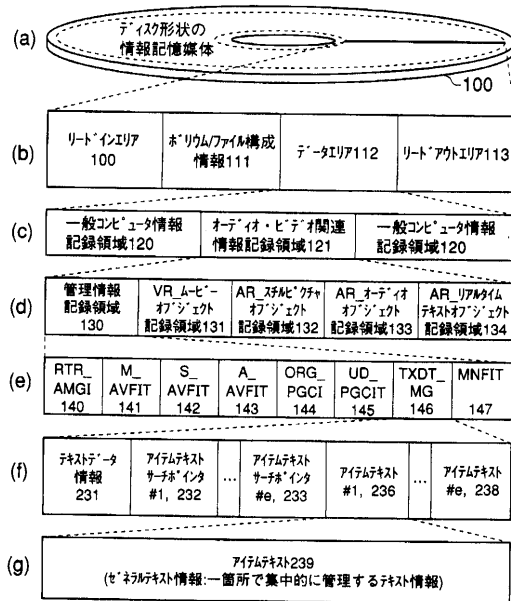 (a)
ディスク形状の
情報記憶媒体
100
(b)
リードインエリア
100
ボリウム/ファイル構成
情報111
データエリア112
リードアウトエリア113
(c)
一般コンピュータ情報
記録領域120
オーディオ・ビデオ関連
情報記録領域121
一般コンピュータ情報
記録領域120
(d)
管理情報
記録領域
130
VR_ムービー
オブジェクト
記録領域131
AR_スチルピクチャ
オブジェクト
記録領域132
AR_オーディオ
オブジェクト
記録領域133
AR_リアルタイム
テキストオブジェクト
記録領域134
(e)
RTR_
AMGI
140
M_
AVFIT
141
S_
AVFIT
142
A_
AVFIT
143
ORG_
PGCI
144
UD_
PGCIT
145
TXDT_
MG
146
MNFIT
147
(f)
テキストデータ
情報
231
アイテムテキスト
サーチポインタ
#1, 232
…
アイテムテキスト
サーチポインタ
#e, 233
アイテムテキスト
#1, 236
…
アイテムテキスト
#e, 238
(g)
アイテムテキスト239
(ゼネラルテキスト情報:一箇所で集中的に管理するテキスト情報)